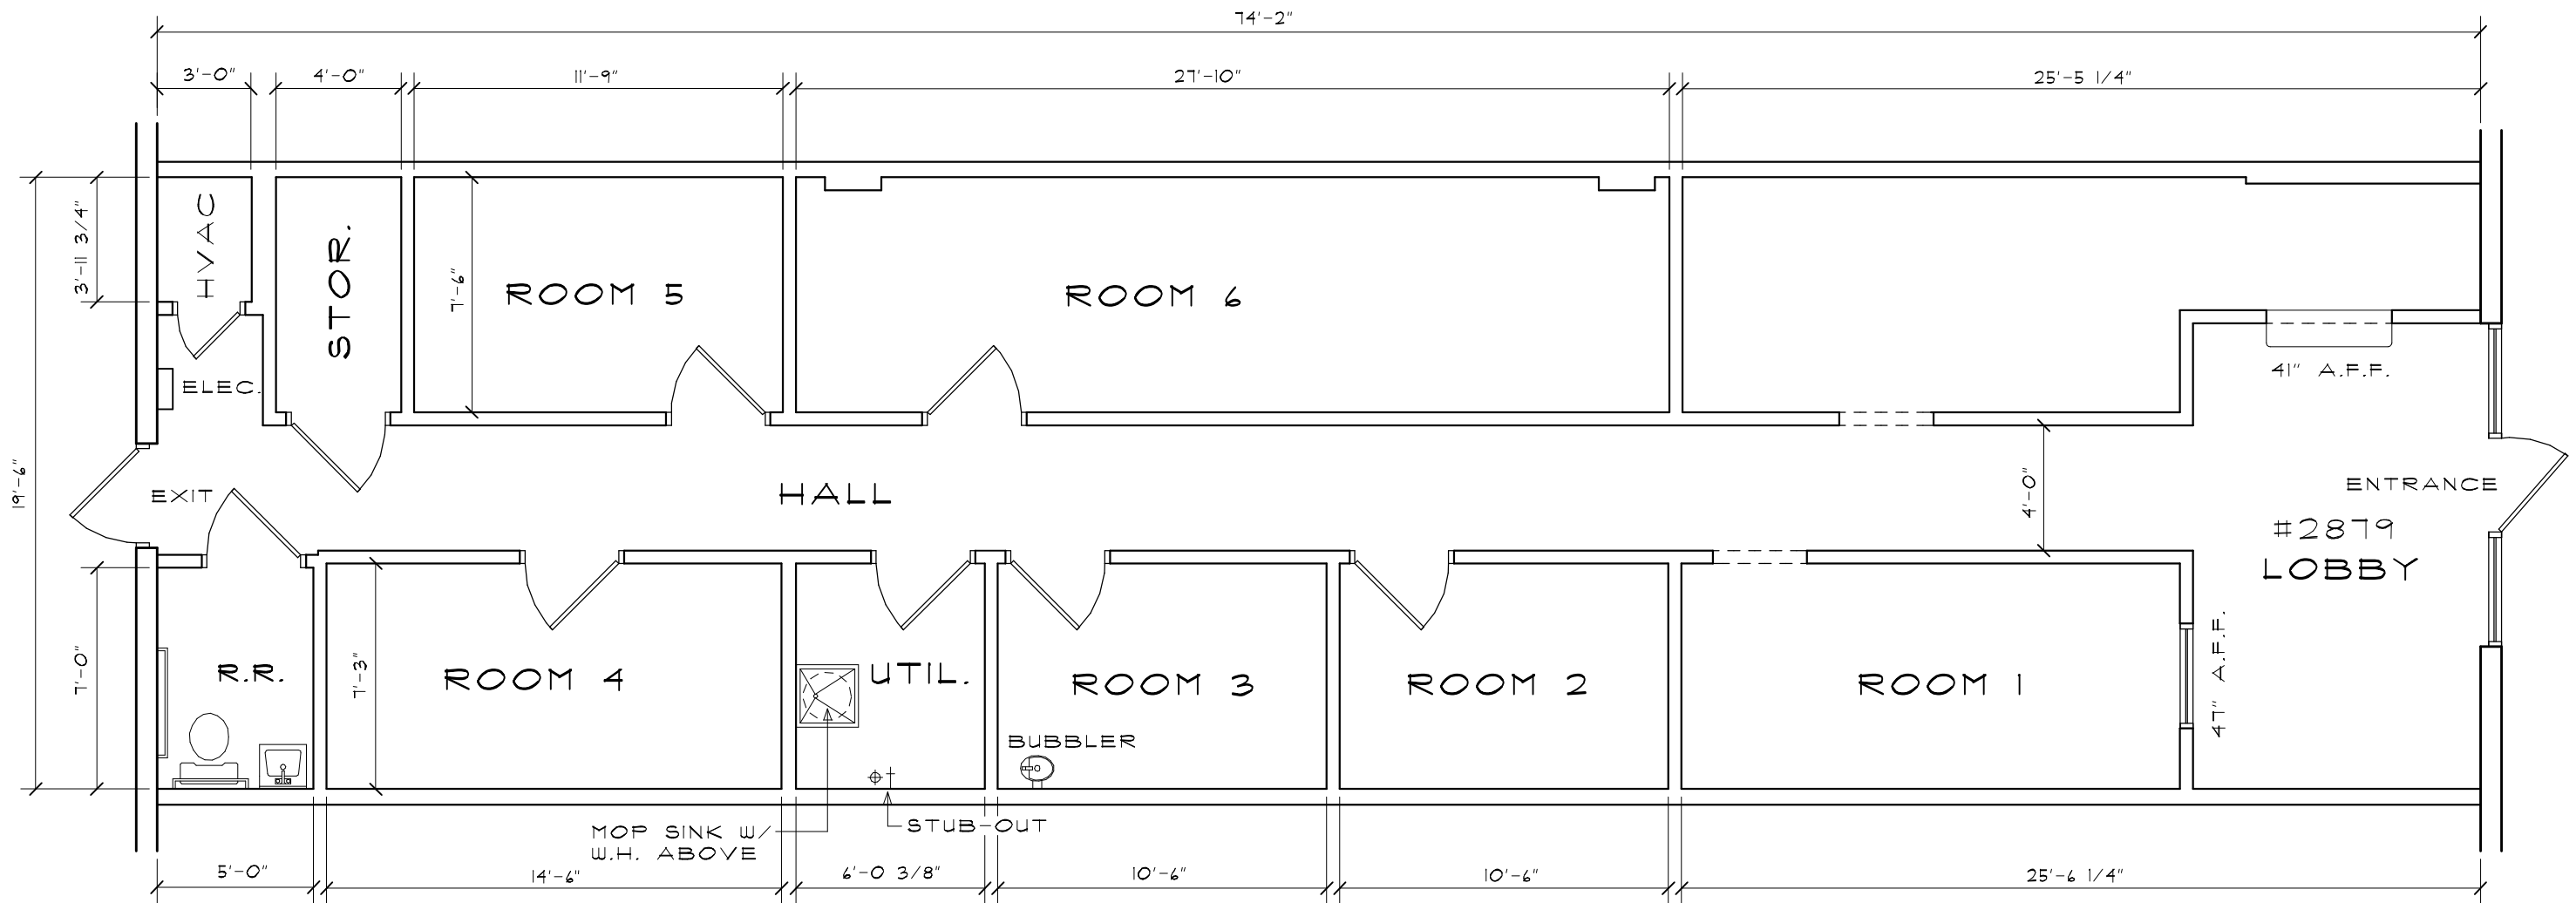 74'-2"
3'-0"
4'-0"
11'-9"
27'-10"
25'-5 1/4"
19'-6"
3'-11 3/4"
HVAC
STOR.
7'-6"
ROOM 5
ROOM 6
41" A.F.F.
ELEC.
EXIT
HALL
4'-0"
ENTRANCE
#2879
LOBBY
7'-0"
R.R.
7'-3"
ROOM 4
UTIL.
ROOM 3
ROOM 2
ROOM 1
47" A.F.F.
BUBBLER
MOP SINK W/
W.H. ABOVE
STUB-OUT
5'-0"
14'-6"
6'-0 3/8"
10'-6"
10'-6"
25'-6 1/4"